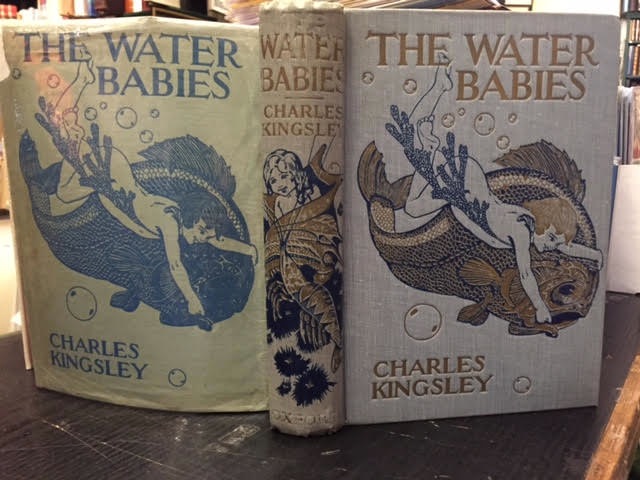 THE WATER
BABIES
CHARLES
KINGSLEY
THE
WATER
BABIES
CHARLES
KINGSLEY
OXFORD
THE WATER
BABIES
CHARLES
KINGSLEY